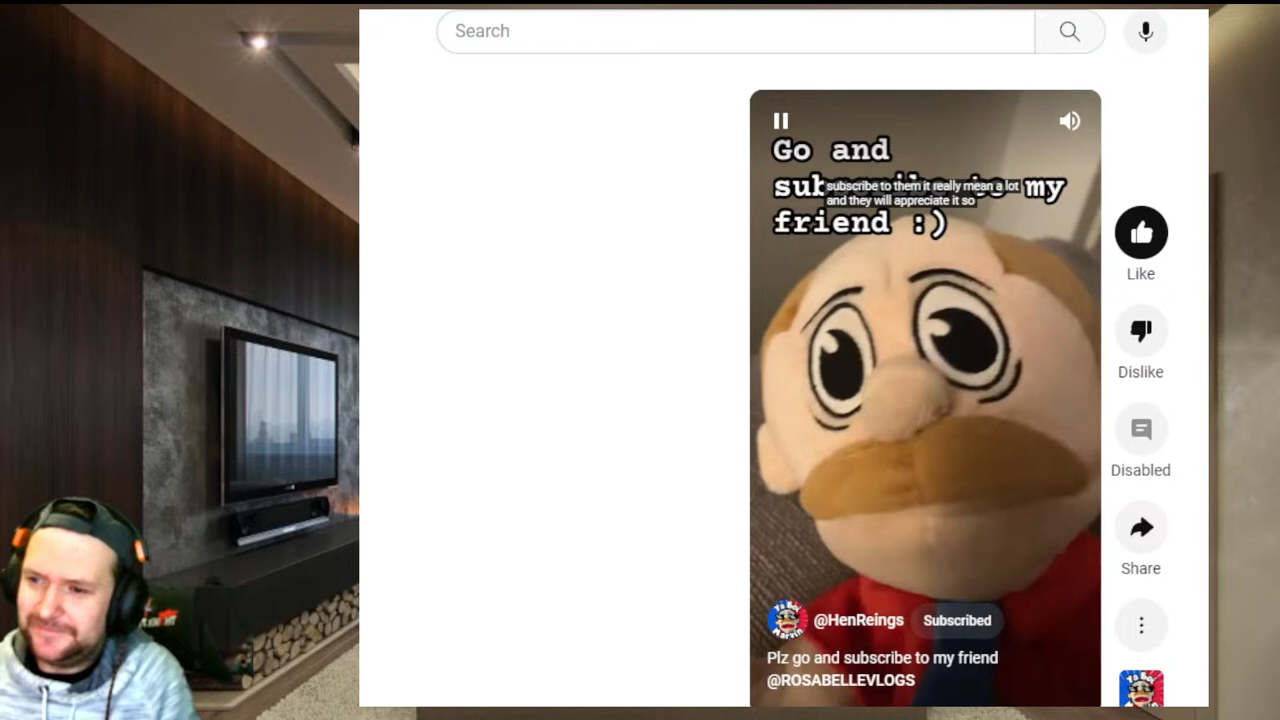 Search
Go and
sub my
subscribe to them it really mean a lot
and they will appreciate it so
friend :)
Like
Dislike
Disabled
Share
@HenReings Subscribed
Plz go and subscribe to my friend
@ROSABELLEVLOGS